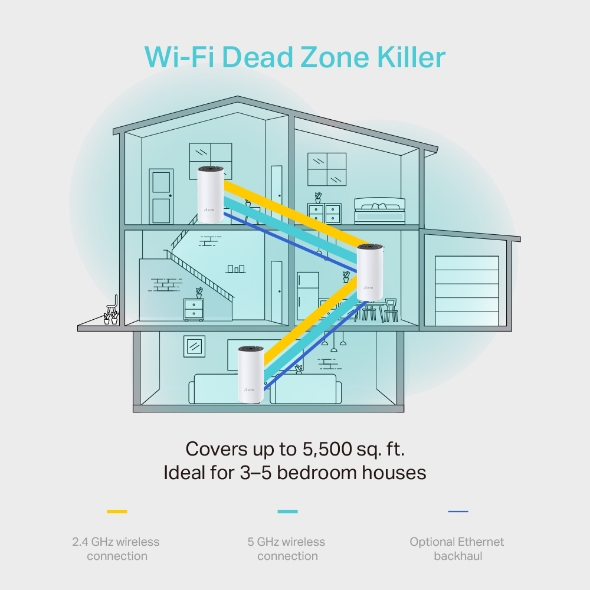 Wi-Fi Dead Zone Killer
Covers up to 5,500 sq. ft.
Ideal for 3–5 bedroom houses
2.4 GHz wireless
connection
5 GHz wireless
connection
Optional Ethernet
backhaul